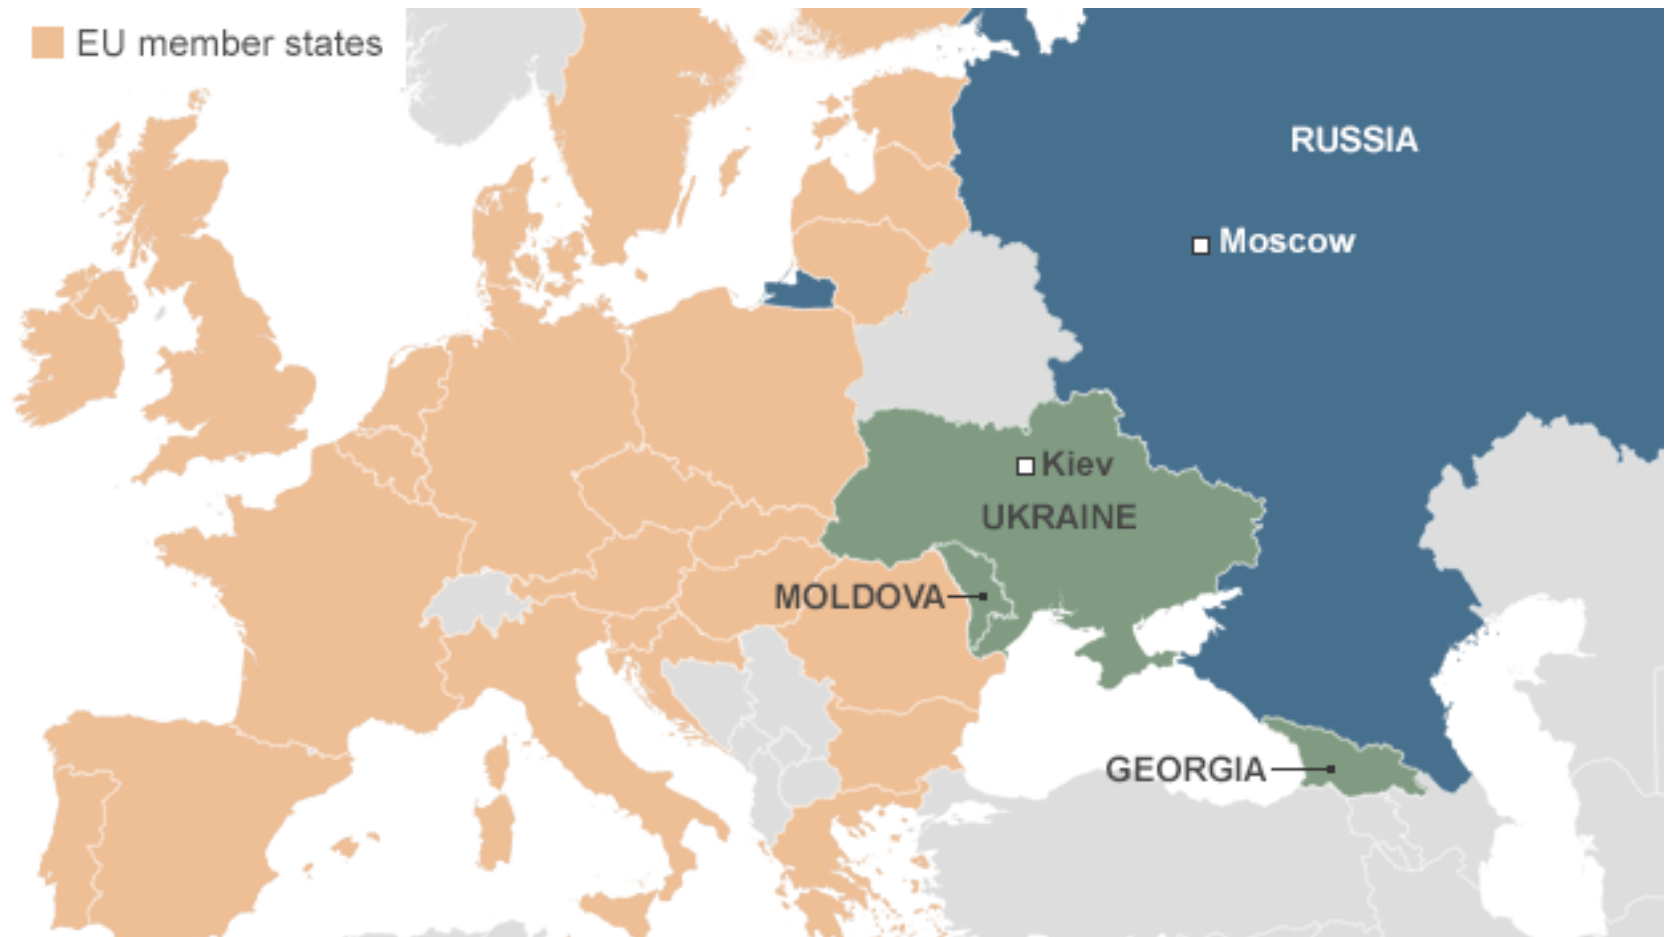 EU member states
RUSSIA
Moscow
Kiev
UKRAINE
MOLDOVA
GEORGIA